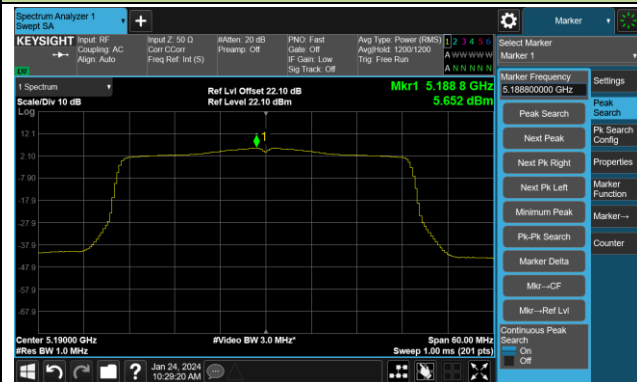 Spectrum Analyzer 1
Swept SA
+
Marker
KEYSIGHT
Input: RF
Coupling: AC
Align: Auto
Input Z: 50 Ω
Corr CCorr
Freq Ref: Int (S)
#Atten: 20 dB
Preamp: Off
PNO: Fast
Gate: Off
IF Gain: Low
Sig Track: Off
Avg Type: Power (RMS)
Avg|Hold: 1200/1200
Trig: Free Run
1 2 3 4 5 6
A W W W W W
A N N N N N
LXI
Select Marker
Marker 1
1 Spectrum
Scale/Div 10 dB
Log
Ref Lvl Offset 22.10 dB
Ref Level 22.10 dBm
Mkr1 5.188 8 GHz
5.652 dBm
1
12.1
2.10
-7.90
-17.9
-27.9
-37.9
-47.9
-57.9
-67.9
Center 5.19000 GHz
#Res BW 1.0 MHz
#Video BW 3.0 MHz*
Span 60.00 MHz
Sweep 1.00 ms (201 pts)
Marker Frequency
5.188800000 GHz
Peak Search
Next Peak
Next Pk Right
Next Pk Left
Minimum Peak
Pk-Pk Search
Marker Delta
Mkr→CF
Mkr→Ref Lvl
Continuous Peak
Search
On
Off
Settings
Peak
Search
Pk Search
Config
Properties
Marker
Function
Marker→
Counter
?
Jan 24, 2024
10:29:20 AM